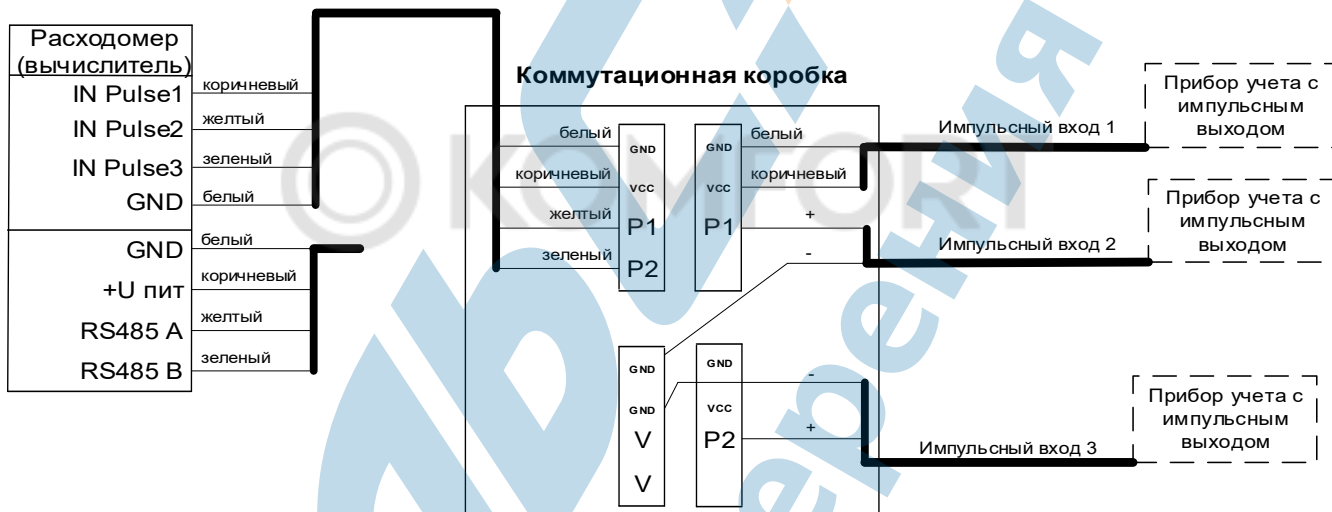 Расходомер
(вычислитель)
IN Pulse1
коричневый
IN Pulse2
желтый
IN Pulse3
зеленый
GND
белый
GND
белый
+U пит
коричневый
RS485 A
желтый
RS485 B
зеленый
Коммутационная коробка
белый
GND
коричневый
VCC
желтый
P1
зеленый
P2
GND
белый
VCC
коричневый
P1
+
-
GND
GND
V
V
GND
VCC
P2
-
+
Импульсный вход 1
Прибор учета с
импульсным
выходом
Импульсный вход 2
Прибор учета с
импульсным
выходом
Импульсный вход 3
Прибор учета с
импульсным
выходом
KOMFORT